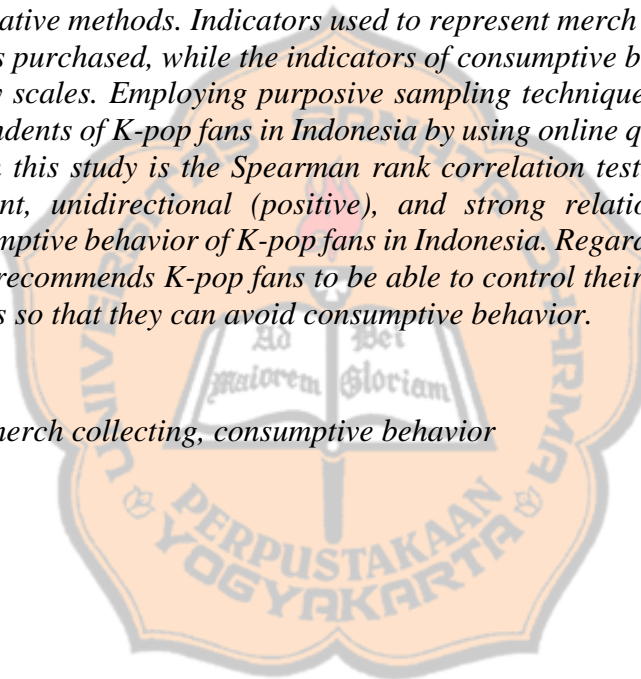 ative methods. Indicators used to represent merch
s purchased, while the indicators of consumptive b
y scales. Employing purposive sampling technique
ndents of K-pop fans in Indonesia by using online q
n this study is the Spearman rank correlation test
nt, unidirectional (positive), and strong relatio
mptive behavior of K-pop fans in Indonesia. Regard
recommends K-pop fans to be able to control their
s so that they can avoid consumptive behavior.
merch collecting, consumptive behavior
UNIVERSITAS SANATA DHARMA
Ad Dei
Maiorem Gloriam
PERPUSTAKAAN
YOGYAKARTA